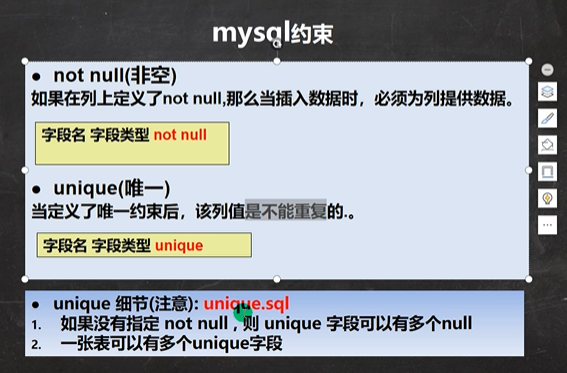 mysql约束
● not null(非空)
如果在列上定义了not null,那么当插入数据时，必须为列提供数据。
字段名 字段类型 not null
● unique(唯一)
当定义了唯一约束后，该列值是不能重复的.。
字段名 字段类型 unique
● unique 细节(注意): unique.sql
1. 如果没有指定 not null , 则 unique 字段可以有多个null
2. 一张表可以有多个unique字段